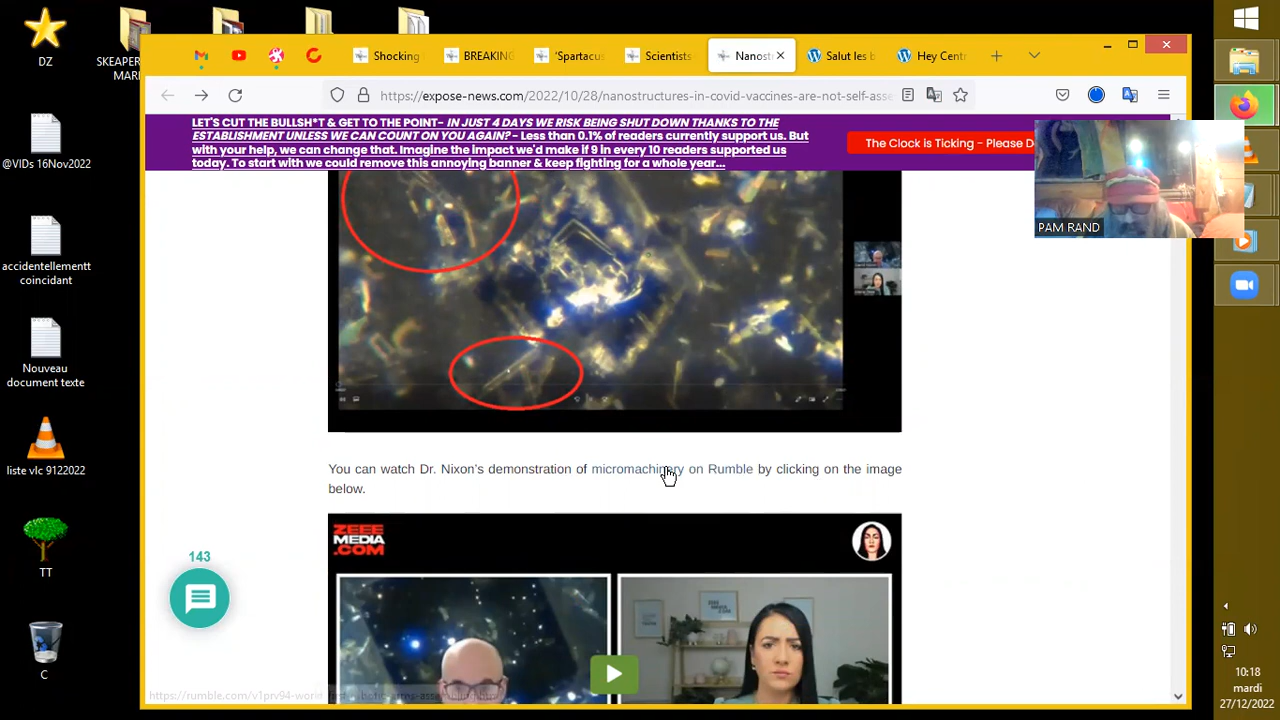 DZ
SKEAPER
MARI
@VIDs 16Nov2022
accidentellementt
coincidant
Nouveau
document texte
liste vlc 9122022
TT
C
Shocking
BREAKING
'Spartacus
Scientists
Nanost
Salut les b
Hey Centr
https://expose-news.com/2022/10/28/nanostructures-in-covid-vaccines-are-not-self-asse
LET'S CUT THE BULLSH*T & GET TO THE POINT- IN JUST 4 DAYS WE RISK BEING SHUT DOWN THANKS TO THE
ESTABLISHMENT UNLESS WE CAN COUNT ON YOU AGAIN? - Less than 0.1% of readers currently support us. But
with your help, we can change that. Imagine the impact we'd make if 9 in every 10 readers supported us
today. To start with we could remove this annoying banner & keep fighting for a whole year...
The Clock is Ticking - Please D
PAM RAND
You can watch Dr. Nixon's demonstration of micromachinery on Rumble by clicking on the image
below.
ZEEE
MEDIA
.COM
143
10:18
mardi
27/12/2022